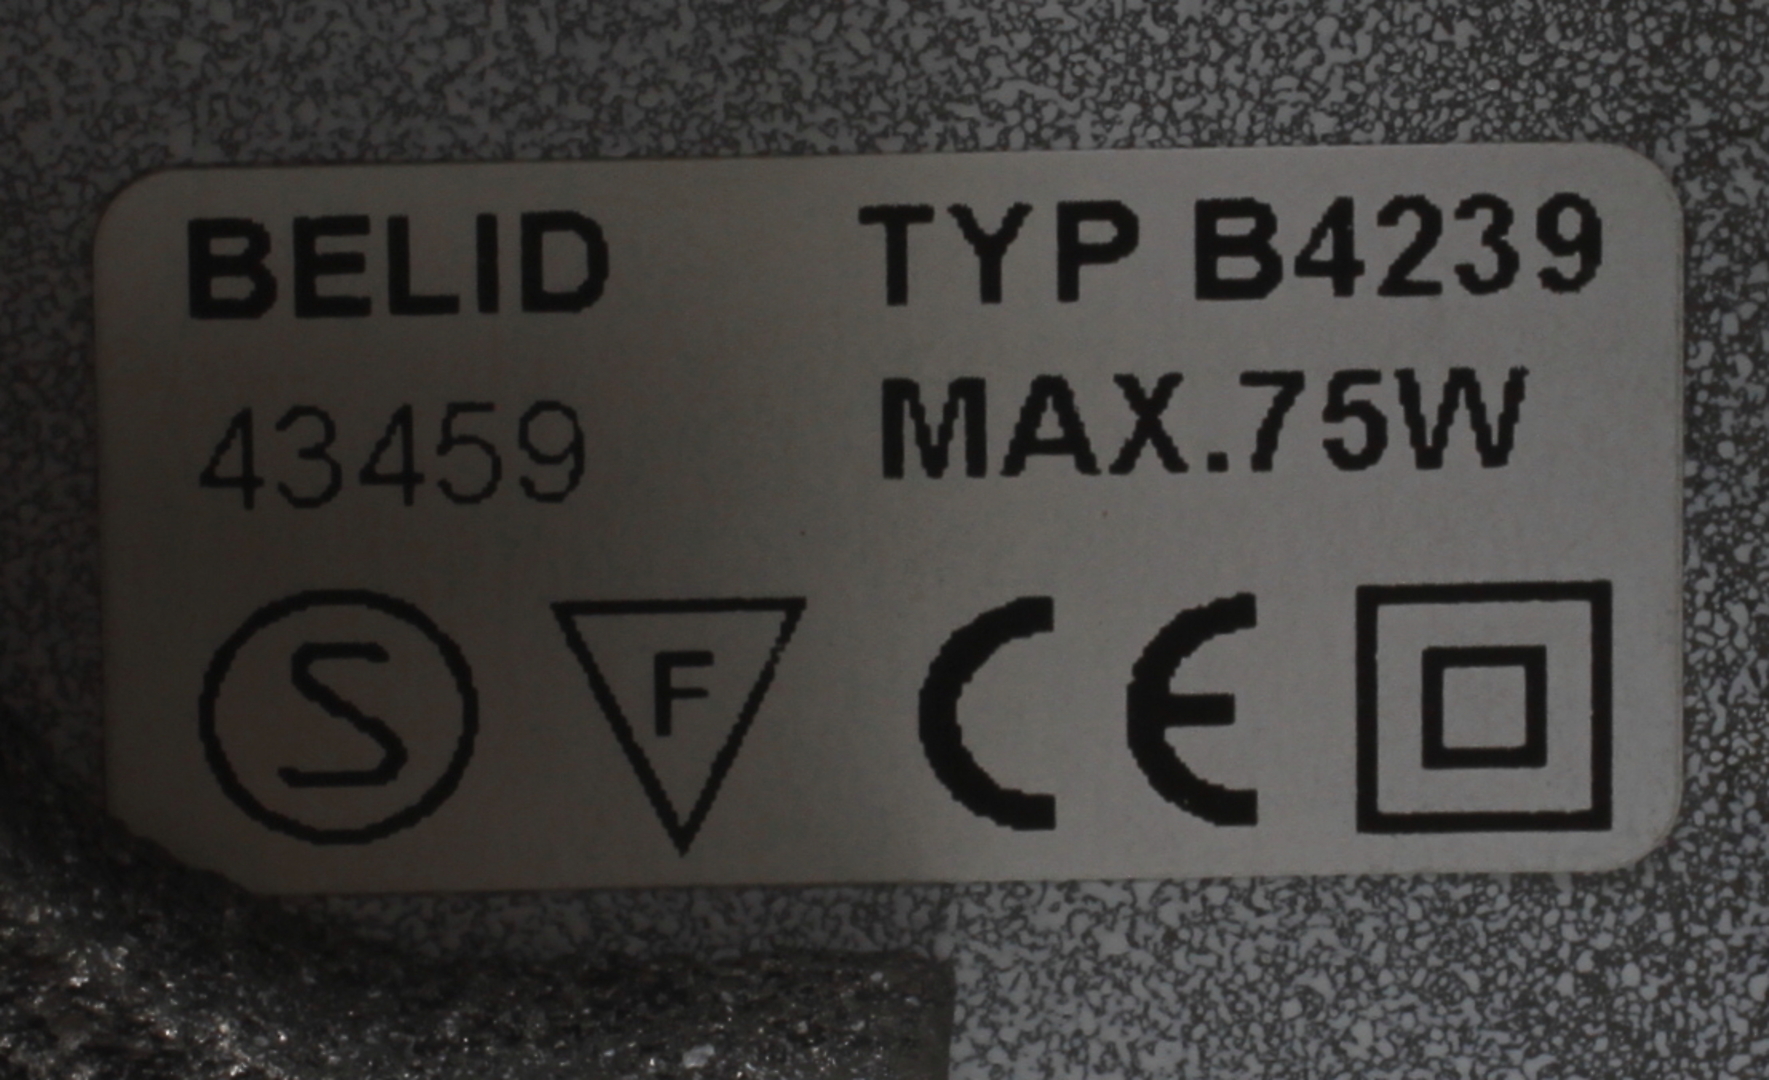 BELID TYP B4239
43459 MAX.75W
S F CE